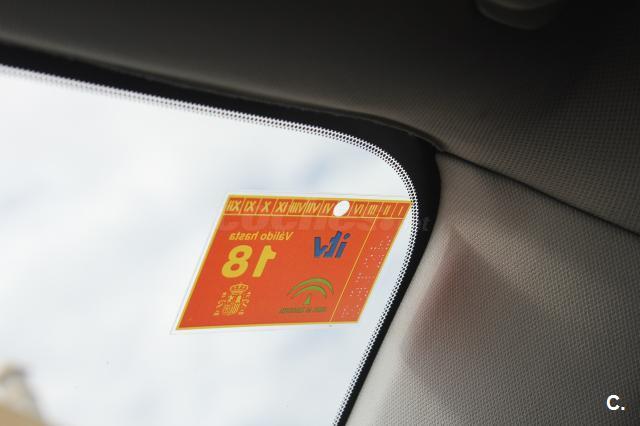 I II III IV VI VII VIII IX X XI XII
itv
Válido hasta
18
C.